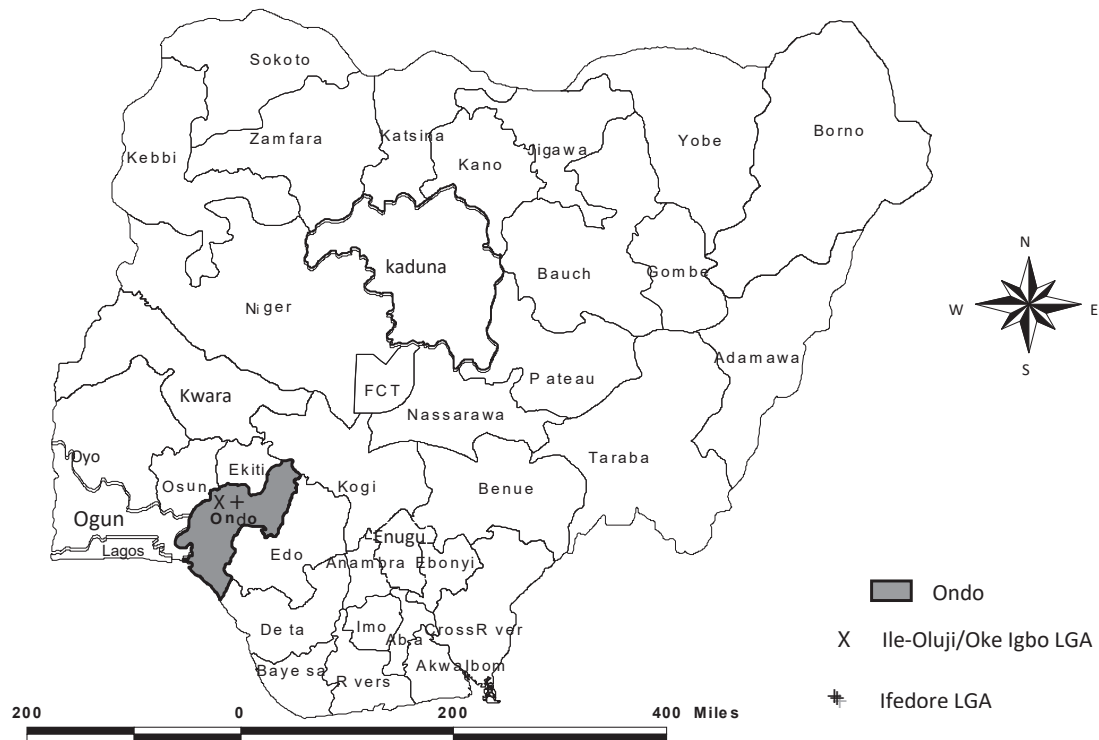 Sokoto
Zamfara
Katsina
Kebbi
Kano
Jigawa
Yobe
Borno
kaduna
Bauch
Gombe
Niger
N
W
E
S
Adamawa
FCT
Pateau
Kwara
Nassarawa
Oyo
Osun
Ekiti
Kogi
Benue
Taraba
X
Ondo
Ogun
Lagos
Edo
Enugu
Anambra
Ebonyi
De ta
Imo
Aba
CrossR ver
Baye sa
R vers
AkwaIbom
Ondo
X Ile-Oluji/Oke Igbo LGA
Ifedore LGA
200 0 200 400 Miles